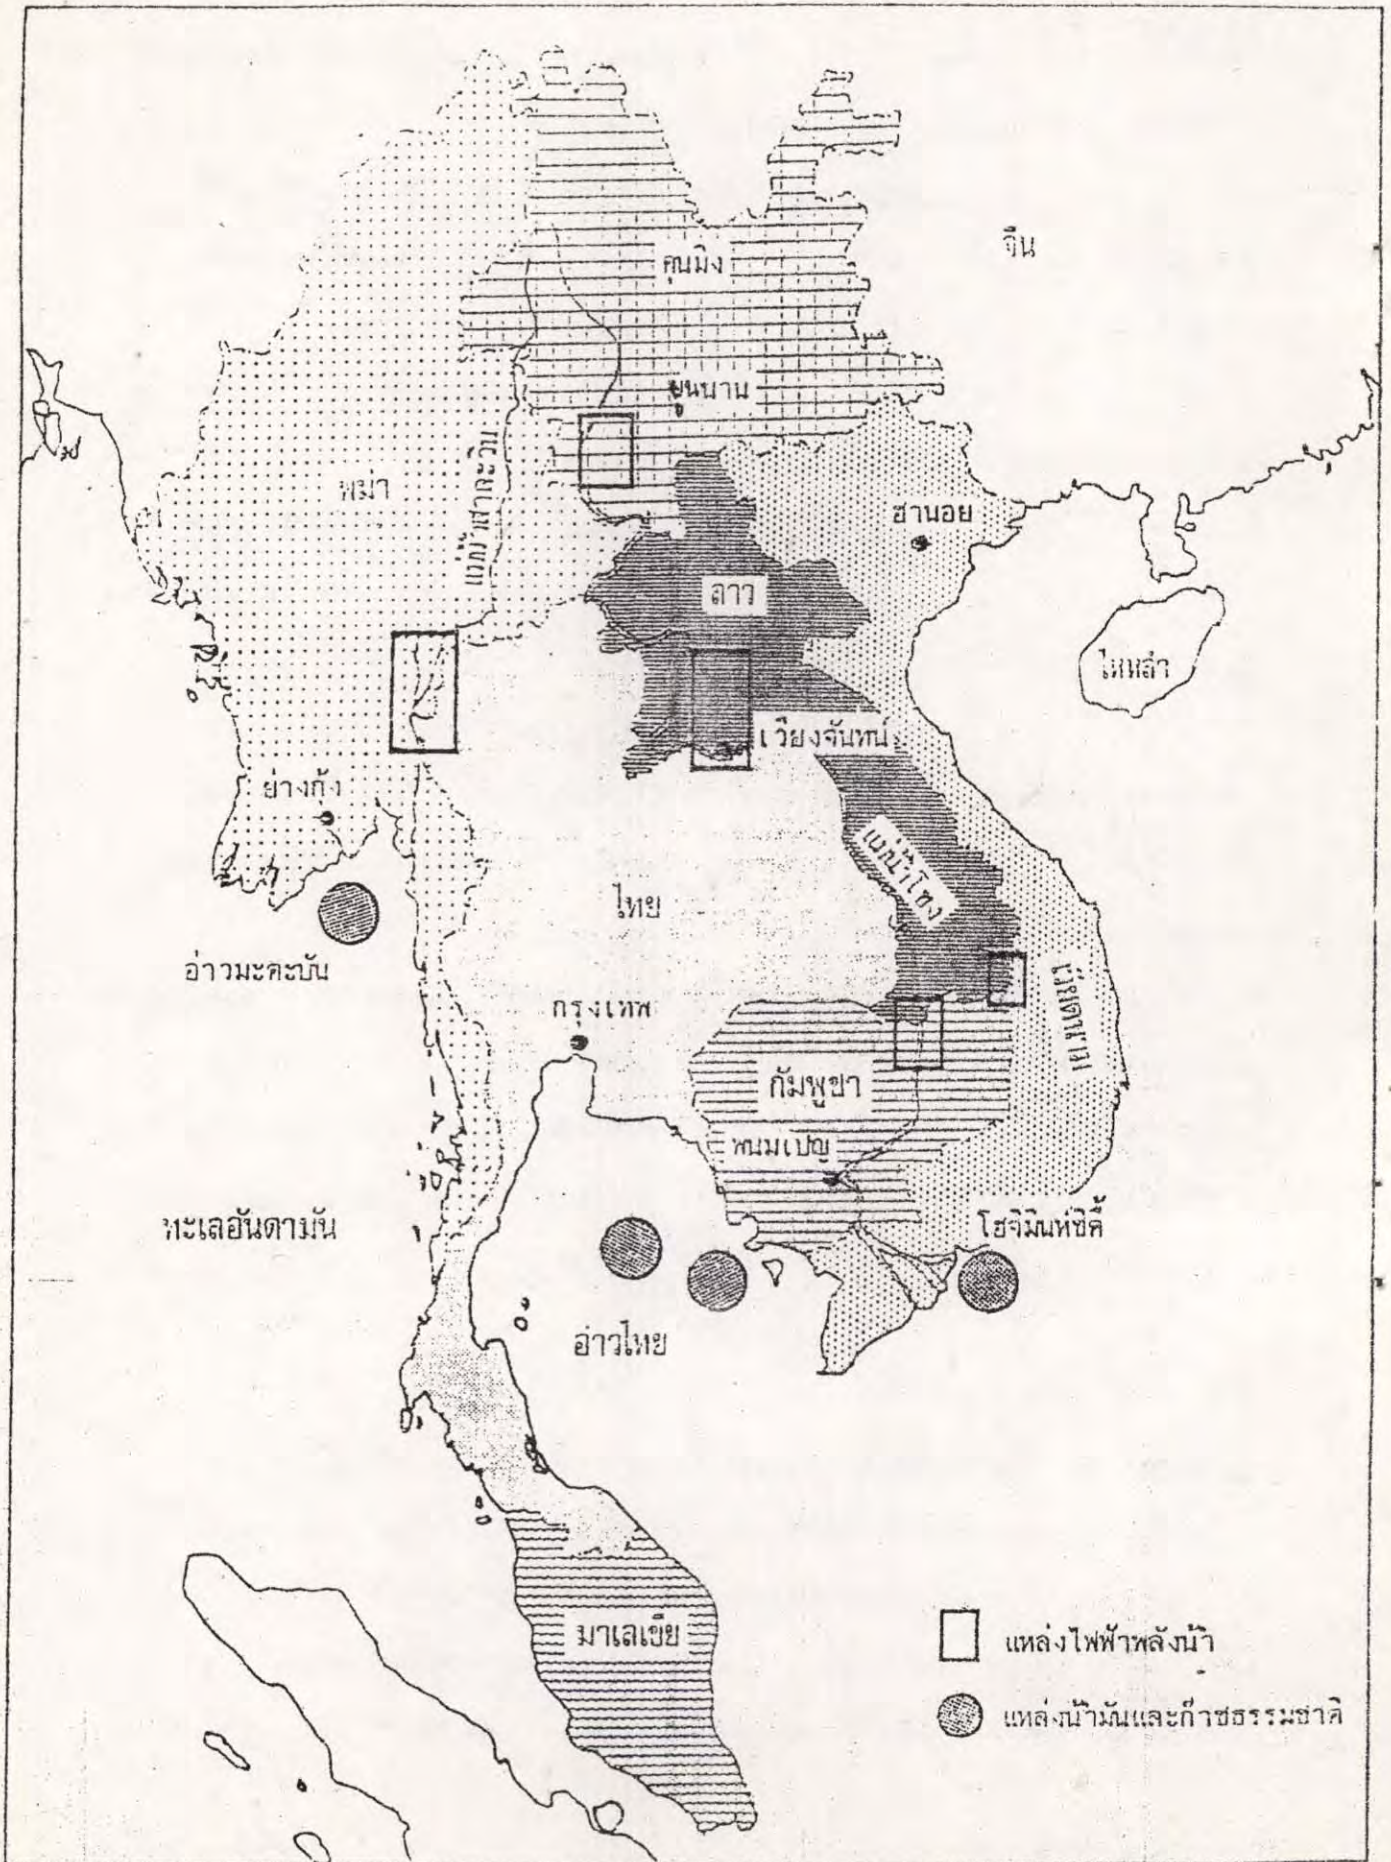 จีน
คุนมิง
ยูนนาน
พม่า
แม่น้ำสาละวิน
ฮานอย
ลาว
ไหหลำ
เวียงจันทน์
ย่างกุ้ง
แม่น้ำโขง
ไทย
อ่าวมะตะบัน
เวียดนาม
กรุงเทพ
กัมพูชา
พนมเปญ
ทะเลอันดามัน
โฮจิมินห์ซิตี้
อ่าวไทย
มาเลเซีย
แหล่งไฟฟ้าพลังน้ำ
แหล่งน้ำมันและก๊าซธรรมชาติ